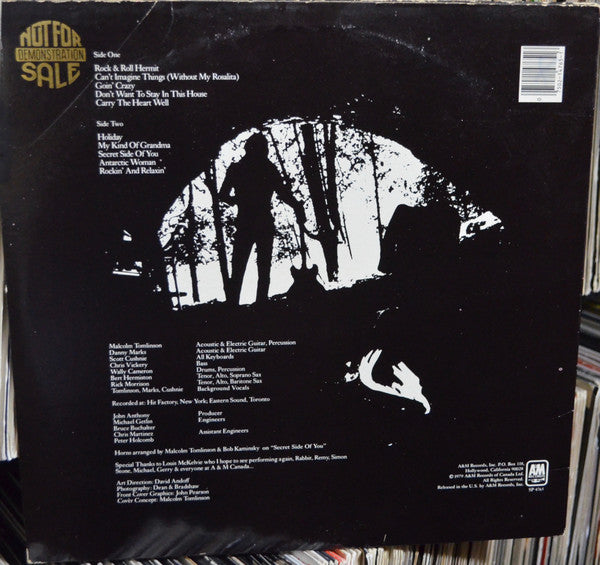 NOT FOR
DEMONSTRATION
SALE
Side One
Rock & Roll Hermit
Can't Imagine Things (Without My Roualita)
Goin' Crazy
Don't Want To Stay In This House
Carry The Heart Well
Side Two
Holiday
My Kind Of Grandma
Secret Side Of You
Antarctic Woman
Rockin' And Relaxin'
Malcolm Tomlinson Acoustic & Electric Guitar, Percussion
Danny Marks Acoustic & Electric Guitar
Scott Cushnie All Keyboards
Chris Vickery Bass
Wally Cameron Drums, Percussion
Bert Hermiston Tenor, Alto, Soprano Sax
Rick Morrison Tenor, Alto, Baritone Sax
Tomlinson, Marks, Cushnie Background Vocals
Recorded at: Hit Factory, New York; Eastern Sound, Toronto
John Anthony Producer
Michael Getlin Engineers
Bruce Buchalter
Chris Martinez Assistant Engineers
Peter Holcomb
Horns arranged by Malcolm Tomlinson & Bob Kaminsky on "Secret Side Of You"
Special Thanks to Louis McKelvie who I hope to see performing again, Rabbit, Remy, Simon
Stone, Michael, Gerry & everyone at A & M Canada...
Art Direction: David Andoff
Photography: Dean & Bradshaw
Front Cover Graphics: John Pearson
Cover Concept: Malcolm Tomlinson
A&M Records, Inc. P.O. Box 118,
Hollywood, California 90028
© 1979 A&M Records of Canada Ltd.
All Rights Reserved.
Released in the U.S. by A&M Records, Inc.
A&M
RECORDS